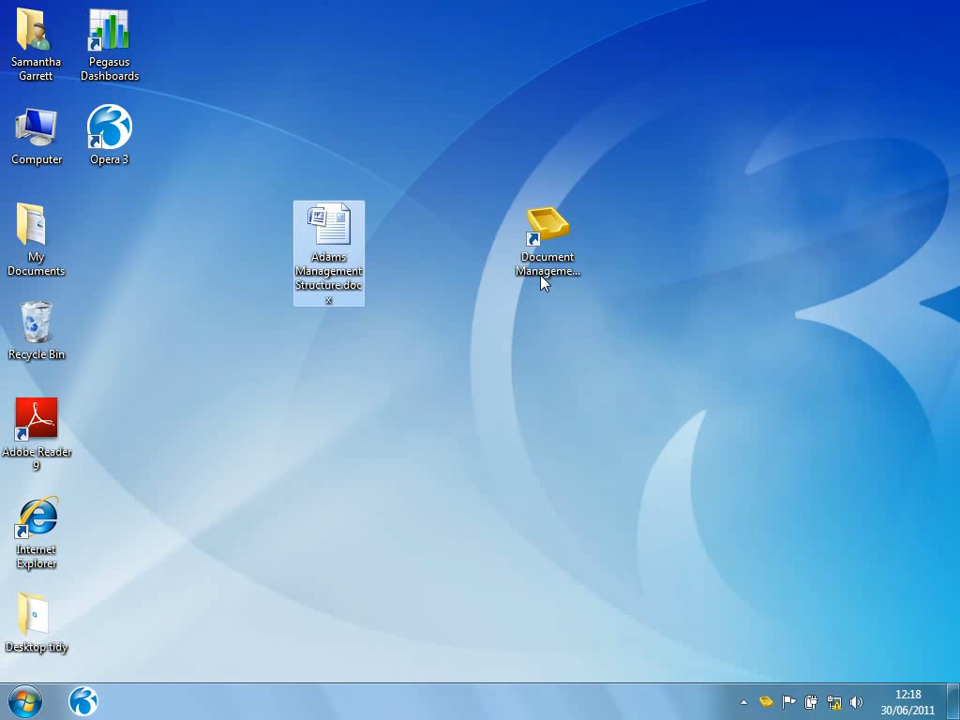 Samantha
Garrett
Pegasus
Dashboards
Computer
Opera 3
My
Documents
Adams
Management
Structure.doc
x
Document
Manageme...
Recycle Bin
Adobe Reader
9
Internet
Explorer
Desktop tidy
12:18
30/06/2011